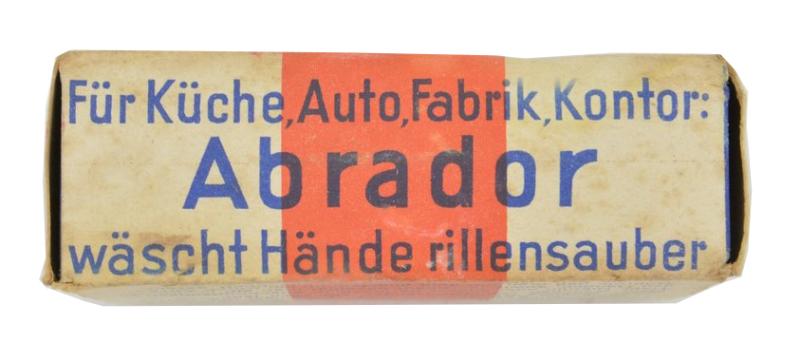 Für Küche, Auto, Fabrik, Kontor:
Abrador
wäscht Hände rillensauber